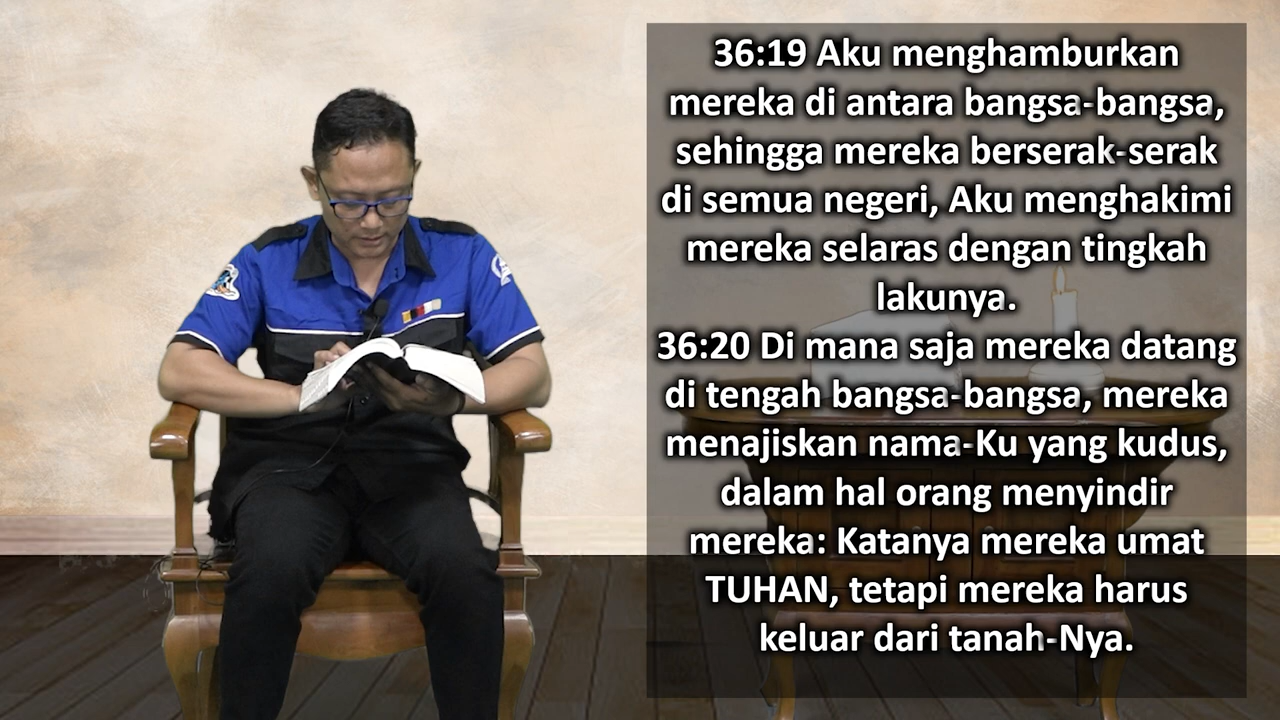 36:19 Aku menghamburkan
mereka di antara bangsa-bangsa,
sehingga mereka berserak-serak
di semua negeri, Aku menghakimi
mereka selaras dengan tingkah
lakunya.
36:20 Di mana saja mereka datang
di tengah bangsa-bangsa, mereka
menajiskan nama-Ku yang kudus,
dalam hal orang menyindir
mereka: Katanya mereka umat
TUHAN, tetapi mereka harus
keluar dari tanah-Nya.